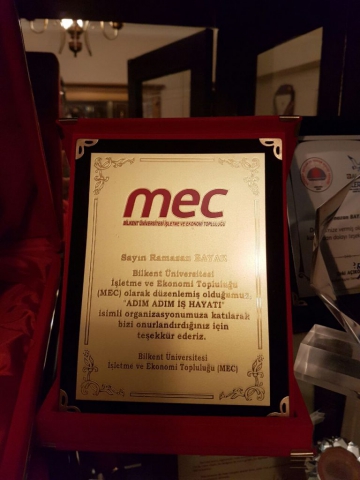 mec
BİLKENT ÜNİVERSİTESİ İŞLETME VE EKONOMİ TOPLULUĞU
Sayın Ramazan
Bilkent Üniversitesi
İşletme ve Ekonomi Topluluğu
(MEC) olarak düzenlemiş olduğumuz,
"ADIM ADIM İŞ HAYATI"
isimli organizasyonumuza katılarak
bizi onurlandırdığınız için
teşekkür ederiz.
Bilkent Üniversitesi
İşletme ve Ekonomi Topluluğu (MEC)